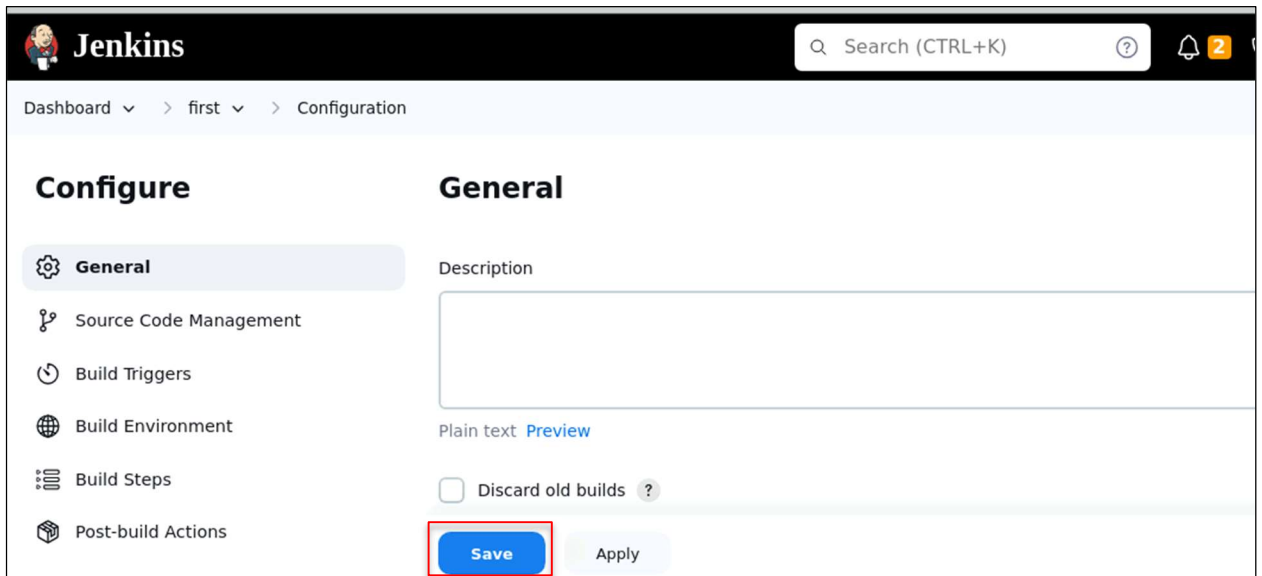 Jenkins
Search (CTRL+K) ?
2
Dashboard > first > Configuration
Configure
General
Source Code Management
Build Triggers
Build Environment
Build Steps
Post-build Actions
General
Description
Plain text Preview
Discard old builds ?
Save Apply